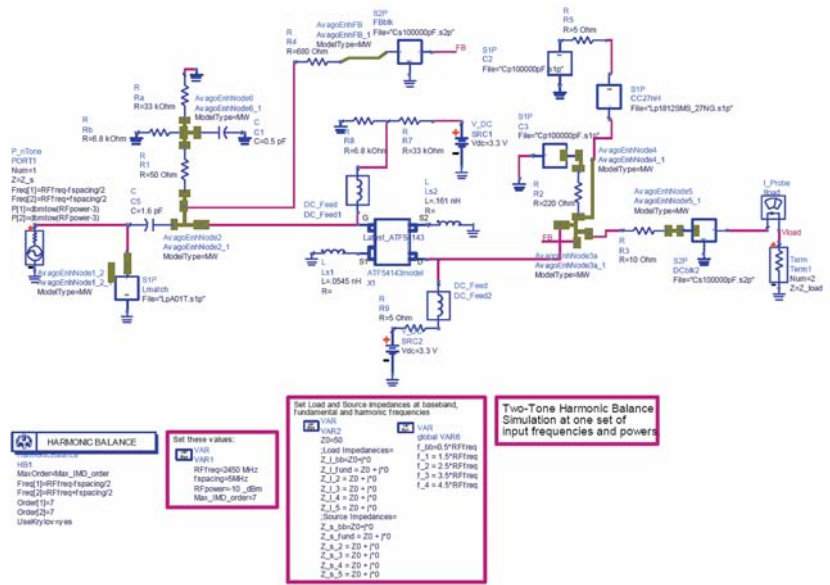 R
R4
R=680 Ohm
AvagoEnhFB
AvagoEnhFB_1
ModelType=MW
S2P
FBblk
File="Cs100000pF.s2p"
FB
R
R5
R=5 Ohm
S1P
C2
File="Cp100000pF.s1p"
S1P
CC27nH
File="Lp1812SMS_27NG.s1p"
R
Ra
R=33 kOhm
AvagoEnhNode6
AvagoEnhNode6_1
ModelType=MW
R
Rb
R=6.8 kOhm
C
C1
C=0.5 pF
R
R8
R=6.8 kOhm
R
R7
R=33 kOhm
V_DC
SRC1
Vdc=3.3 V
S1P
C3
File="Cp100000pF.s1p"
AvagoEnhNode4
AvagoEnhNode4_1
ModelType=MW
P_nTone
PORT1
Num=1
Z=Z_s
Freq[1]=RFfreq-fspacing/2
Freq[2]=RFfreq+fspacing/2
P[1]=dbmtow(RFpower-3)
P[2]=dbmtow(RFpower-3)
R
R1
R=50 Ohm
C
C5
C=1.6 pF
AvagoEnhNode2
AvagoEnhNode2_1
ModelType=MW
DC_Feed
DC_Feed1
L
Ls2
L=.161 nH
R=
R
R2
R=220 Ohm
AvagoEnhNode5
AvagoEnhNode5_1
ModelType=MW
I_Probe
Iload
Vload
G
S2
S1
ATF54143model
X1
FB
AvagoEnhNode3a
AvagoEnhNode3a_1
ModelType=MW
R
R3
R=10 Ohm
S2P
DCblk2
File="Cs100000pF.s2p"
Term
Term1
Num=2
Z=Z_load
AvagoEnhNode1_2
AvagoEnhNode1_2_
ModelType=MW
S1P
Lmatch
File="LpA01T.s1p"
L
Ls1
L=.0545 nH
R=
DC_Feed
DC_Feed2
R
R9
R=5 Ohm
SRC2
Vdc=3.3 V
HARMONIC BALANCE
HB1
MaxOrder=Max_IMD_order
Freq[1]=RFfreq-fspacing/2
Freq[2]=RFfreq+fspacing/2
Order[1]=7
Order[2]=7
UseKrylov=yes
Set these values:
VAR
VAR1
RFfreq=2450 MHz
fspacing=5MHz
RFpower=-10 _dBm
Max_IMD_order=7
Set Load and Source impedances at baseband,
fundamental and harmonic frequencies
VAR
VAR2
Z0=50
;Load Impedances=
Z_l_bb=Z0+j*0
Z_l_fund = Z0 + j*0
Z_l_2 = Z0 + j*0
Z_l_3 = Z0 + j*0
Z_l_4 = Z0 + j*0
Z_l_5 = Z0 + j*0
;Source Impedances=
Z_s_bb=Z0+j*0
Z_s_fund = Z0 + j*0
Z_s_2 = Z0 + j*0
Z_s_3 = Z0 + j*0
Z_s_4 = Z0 + j*0
Z_s_5 = Z0 + j*0
VAR
global VAR6
f_bb=0.5*RFfreq
f_1 = 1.5*RFfreq
f_2 = 2.5*RFfreq
f_3 = 3.5*RFfreq
f_4 = 4.5*RFfreq
Two-Tone Harmonic Balance
Simulation at one set of
input frequencies and powers.